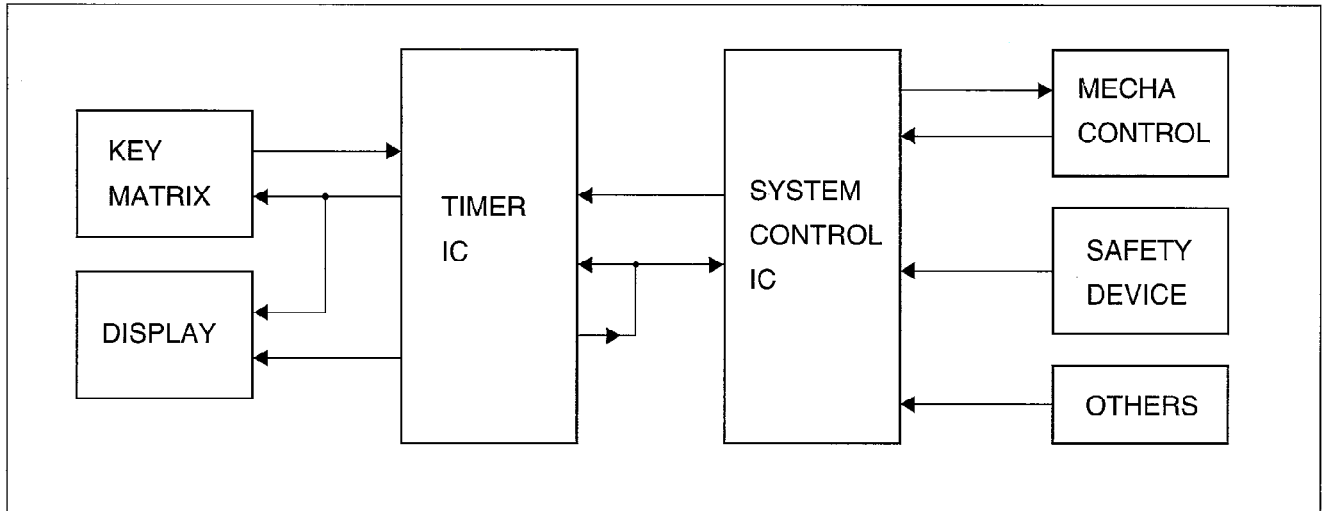 KEY
MATRIX
DISPLAY
TIMER
IC
SYSTEM
CONTROL
IC
MECHA
CONTROL
SAFETY
DEVICE
OTHERS